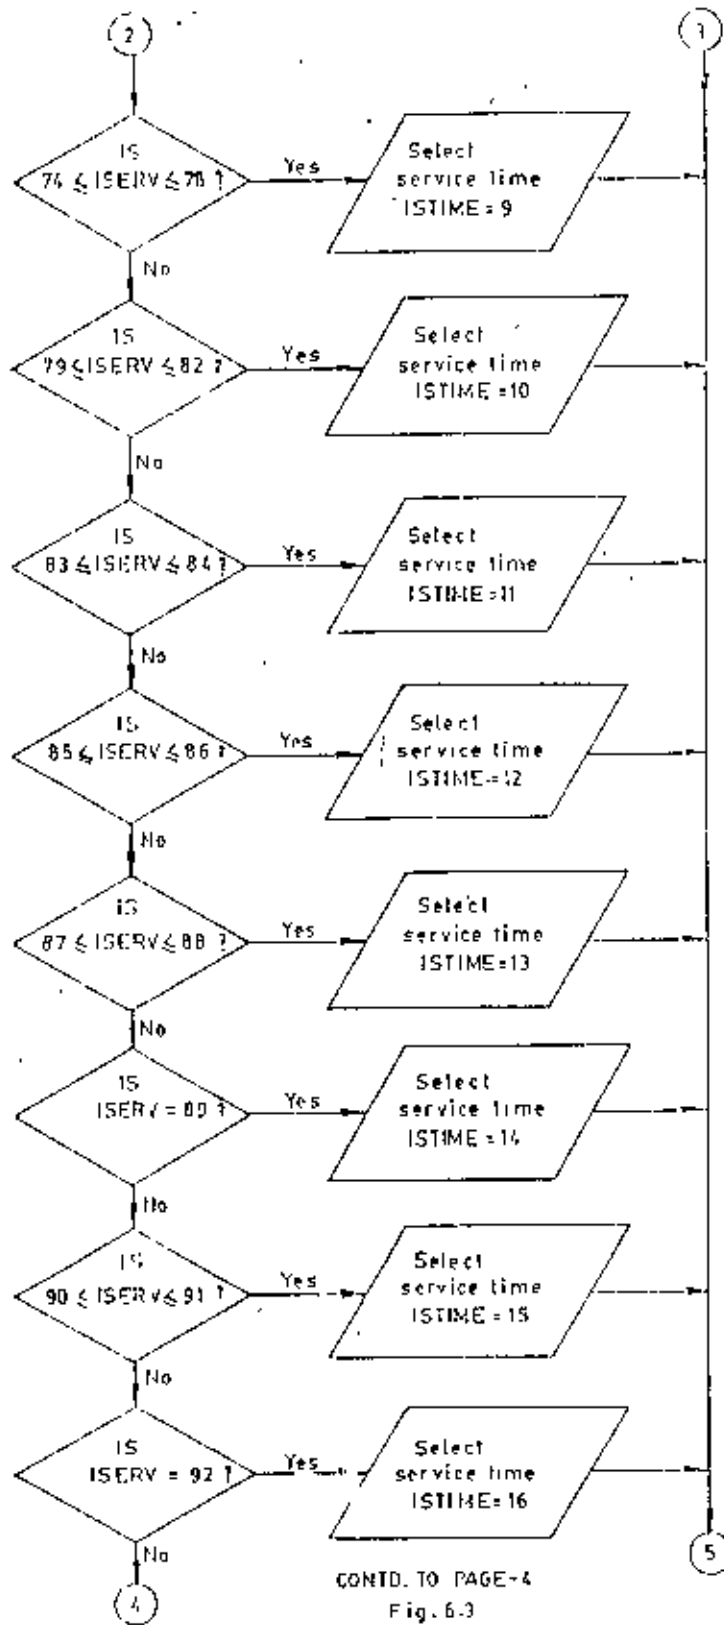 2
3
IS
74 ≤ ISERV ≤ 78 ?
Yes
Select
service time
ISTIME = 9
No
IS
79 ≤ ISERV ≤ 82 ?
Yes
Select
service time
ISTIME = 10
No
IS
83 ≤ ISERV ≤ 84 ?
Yes
Select
service time
ISTIME = 11
No
IS
85 ≤ ISERV ≤ 86 ?
Yes
Select
service time
ISTIME = 12
No
IS
87 ≤ ISERV ≤ 88 ?
Yes
Select
service time
ISTIME = 13
No
IS
ISERV = 89 ?
Yes
Select
service time
ISTIME = 14
No
IS
90 ≤ ISERV ≤ 91 ?
Yes
Select
service time
ISTIME = 15
No
IS
ISERV = 92 ?
Yes
Select
service time
ISTIME = 16
No
4
5
CONTD. TO PAGE-4
Fig. 6.3